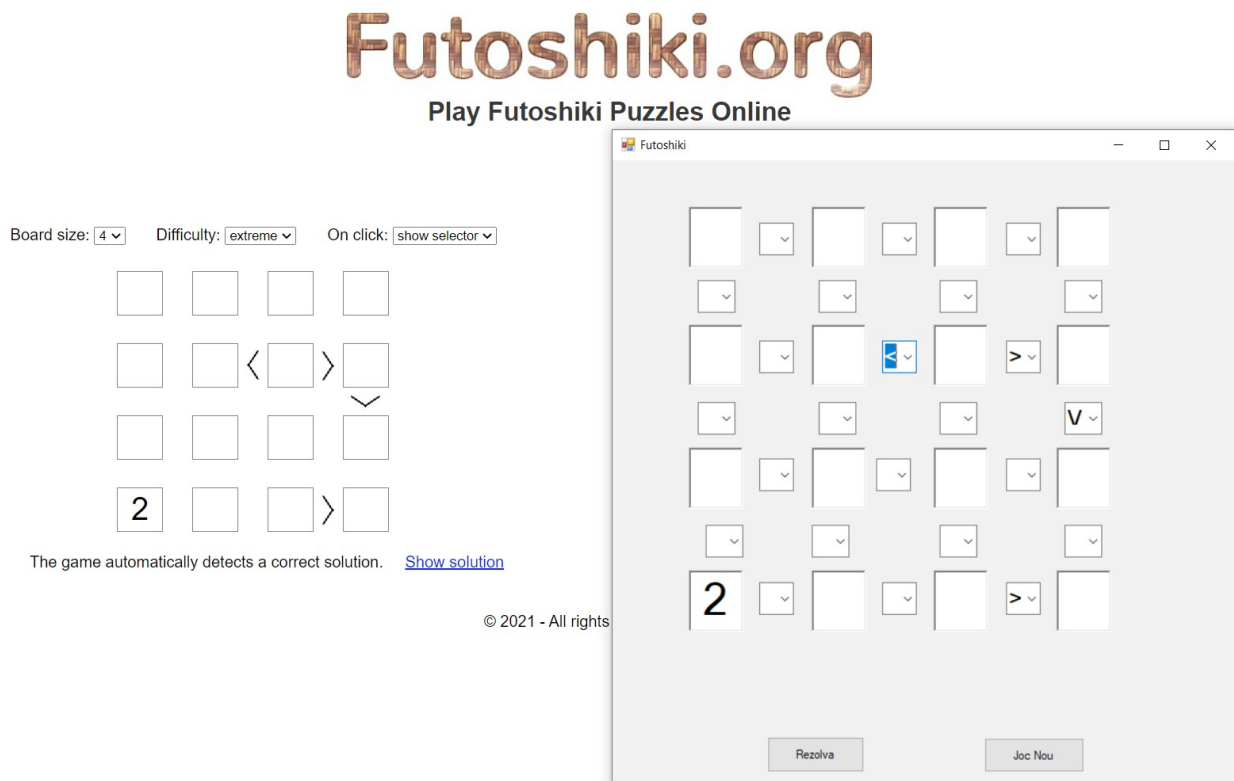 Futoshiki.org
Play Futoshiki Puzzles Online
Board size: 4 Difficulty: extreme On click: show selector
< >
2 >
The game automatically detects a correct solution. Show solution
© 2021 - All rights
Futoshiki
< >
V
2 >
Rezolva Joc Nou